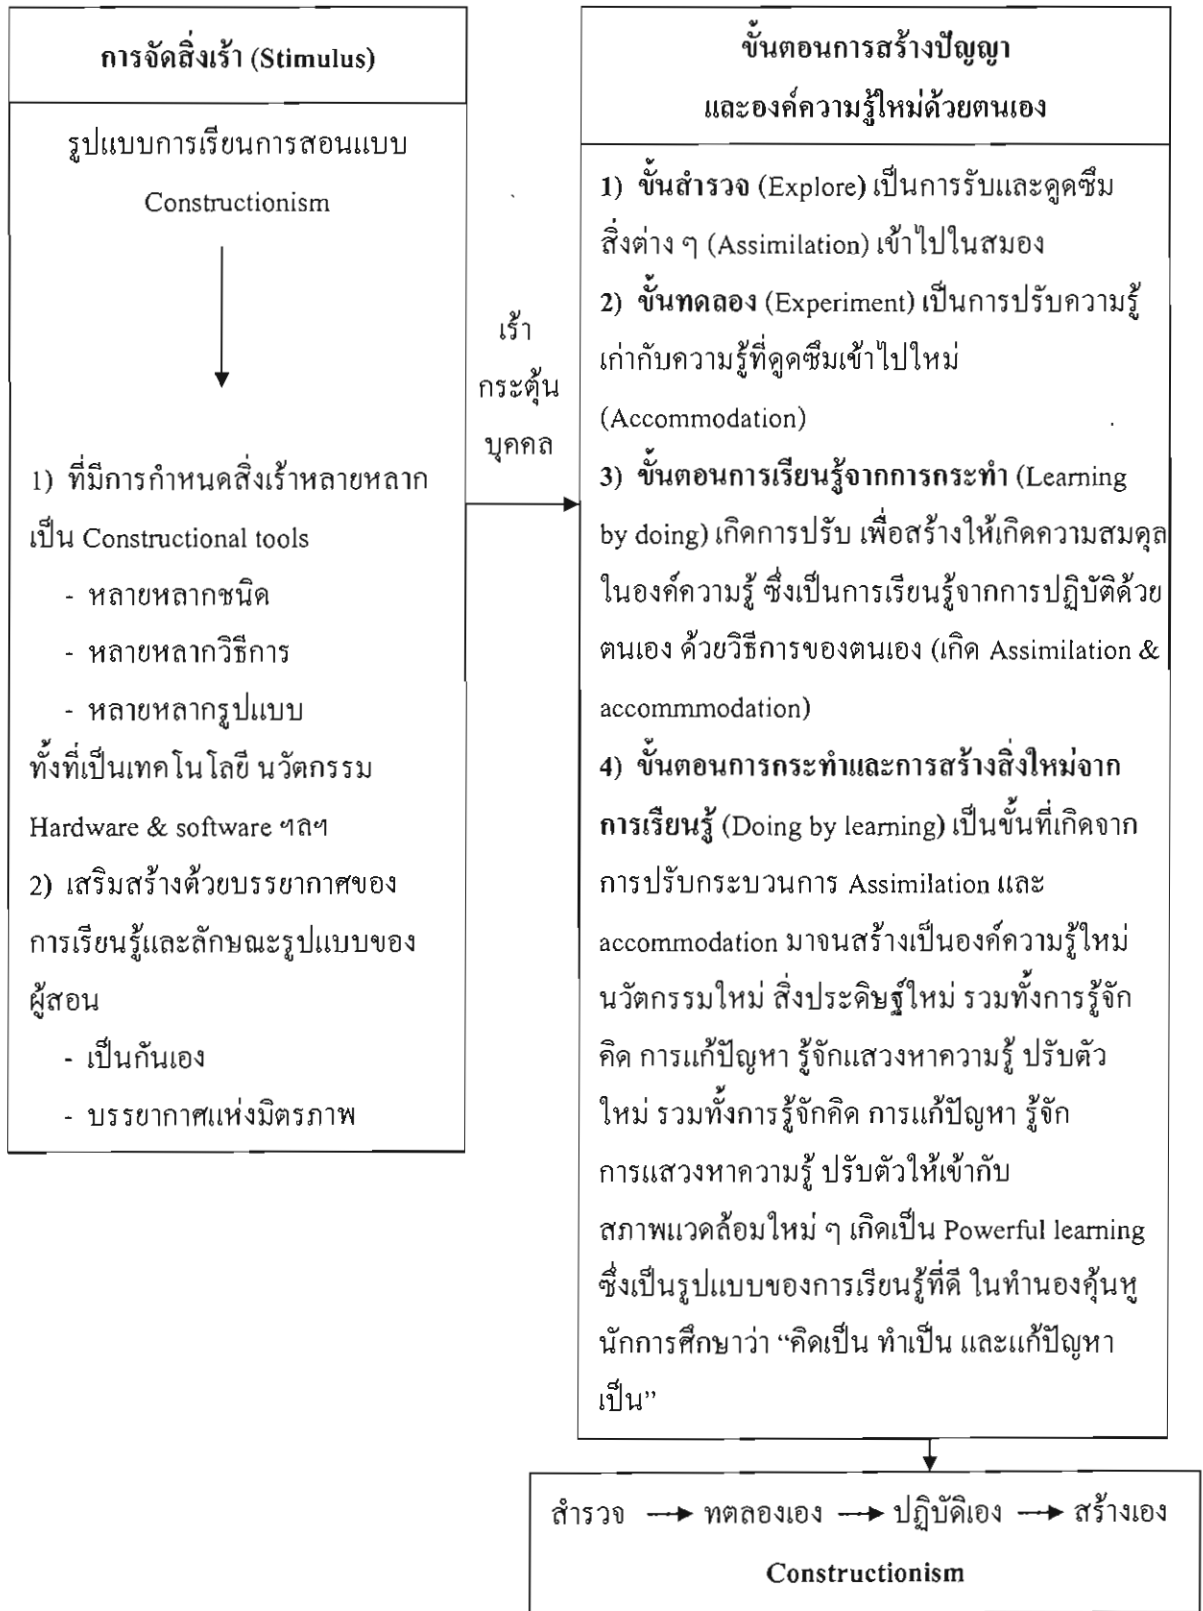 การจัดสิ่งเร้า (Stimulus)
รูปแบบการเรียนการสอนแบบ
Constructionism
1) ที่มีการกำหนดสิ่งเร้าหลายหลาก
เป็น Constructional tools
- หลายหลากชนิด
- หลายหลากวิธีการ
- หลายหลากรูปแบบ
ทั้งที่เป็นเทคโนโลยี นวัตกรรม
Hardware & software ฯลฯ
2) เสริมสร้างด้วยบรรยากาศของ
การเรียนรู้และลักษณะรูปแบบของ
ผู้สอน
- เป็นกันเอง
- บรรยากาศแห่งมิตรภาพ
เร้า
กระตุ้น
บุคคล
ขั้นตอนการสร้างปัญญา
และองค์ความรู้ใหม่ด้วยตนเอง
1) ขั้นสำรวจ (Explore) เป็นการรับและดูดซึม
สิ่งต่าง ๆ (Assimilation) เข้าไปในสมอง
2) ขั้นทดลอง (Experiment) เป็นการปรับความรู้
เก่ากับความรู้ที่ดูดซึมเข้าไปใหม่
(Accommodation)
3) ขั้นตอนการเรียนรู้จากการกระทำ (Learning
by doing) เกิดการปรับ เพื่อสร้างให้เกิดความสมดุล
ในองค์ความรู้ ซึ่งเป็นการเรียนรู้จากการปฏิบัติด้วย
ตนเอง ด้วยวิธีการของตนเอง (เกิด Assimilation &
accommmodation)
4) ขั้นตอนการกระทำและการสร้างสิ่งใหม่จาก
การเรียนรู้ (Doing by learning) เป็นขั้นที่เกิดจาก
การปรับกระบวนการ Assimilation และ
accommodation มาจนสร้างเป็นองค์ความรู้ใหม่
นวัตกรรมใหม่ สิ่งประดิษฐ์ใหม่ รวมทั้งการรู้จัก
คิด การแก้ปัญหา รู้จักแสวงหาความรู้ ปรับตัว
ใหม่ รวมทั้งการรู้จักคิด การแก้ปัญหา รู้จัก
การแสวงหาความรู้ ปรับตัวให้เข้ากับ
สภาพแวดล้อมใหม่ ๆ เกิดเป็น Powerful learning
ซึ่งเป็นรูปแบบของการเรียนรู้ที่ดี ในทำนองคุ้นหู
นักการศึกษาว่า “คิดเป็น ทำเป็น และแก้ปัญหา
เป็น”
สำรวจ → ทตลองเอง → ปฏิบัดิเอง → สร้างเอง
Constructionism